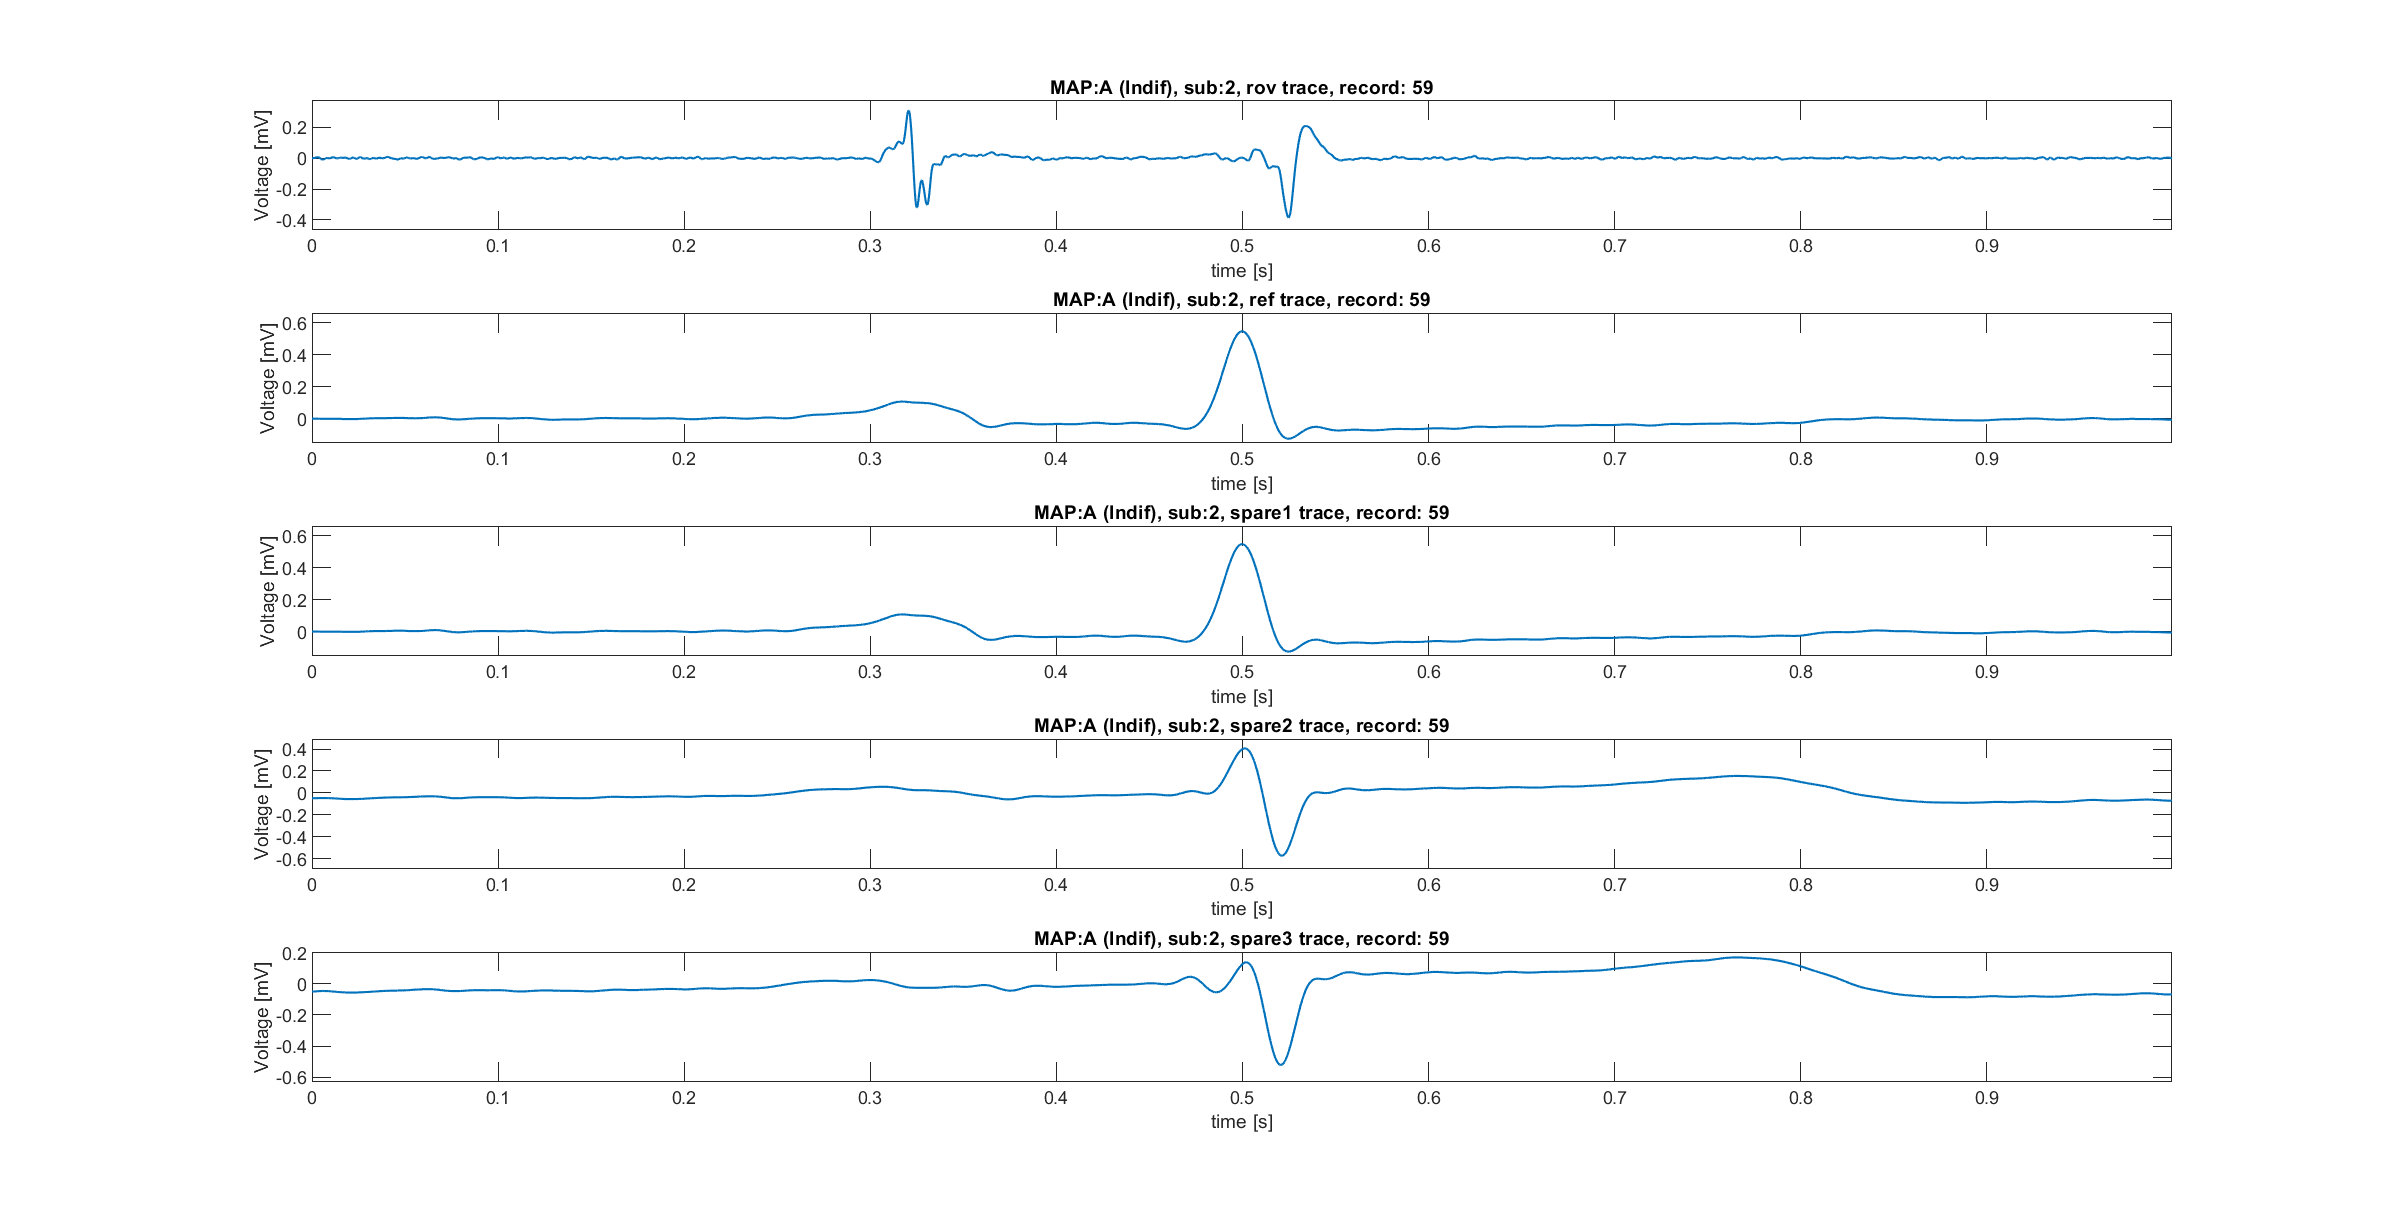 MAP:A (Indif), sub:2, rov trace, record: 59
Voltage [mV]
0.2
0
-0.2
-0.4
0 0.1 0.2 0.3 0.4 0.5 0.6 0.7 0.8 0.9
time [s]
MAP:A (Indif), sub:2, ref trace, record: 59
Voltage [mV]
0.6
0.4
0.2
0
0 0.1 0.2 0.3 0.4 0.5 0.6 0.7 0.8 0.9
time [s]
MAP:A (Indif), sub:2, spare1 trace, record: 59
Voltage [mV]
0.6
0.4
0.2
0
0 0.1 0.2 0.3 0.4 0.5 0.6 0.7 0.8 0.9
time [s]
MAP:A (Indif), sub:2, spare2 trace, record: 59
Voltage [mV]
0.4
0.2
0
-0.2
-0.4
-0.6
0 0.1 0.2 0.3 0.4 0.5 0.6 0.7 0.8 0.9
time [s]
MAP:A (Indif), sub:2, spare3 trace, record: 59
Voltage [mV]
0.2
0
-0.2
-0.4
-0.6
0 0.1 0.2 0.3 0.4 0.5 0.6 0.7 0.8 0.9
time [s]